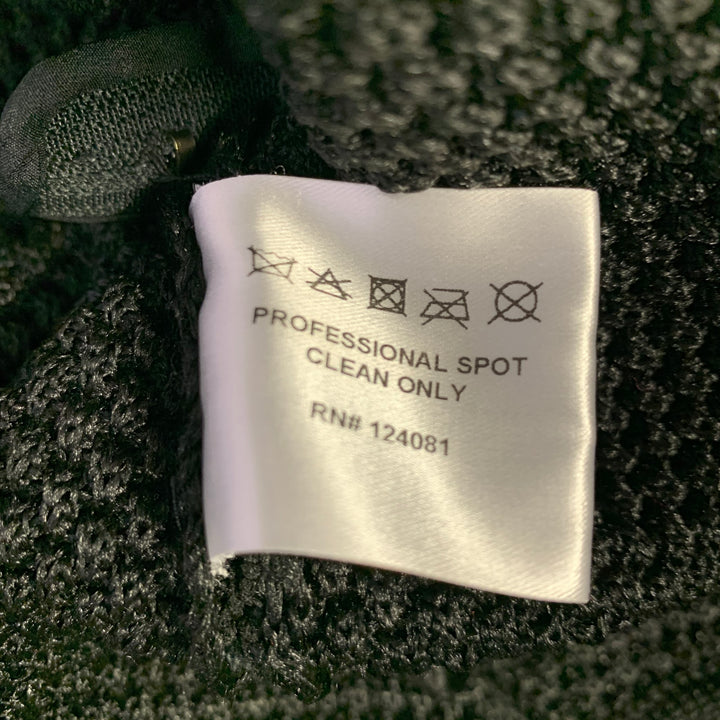 PROFESSIONAL SPOT
CLEAN ONLY
RN# 124081